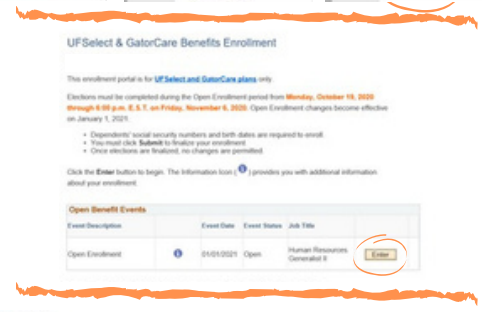 UFSelect & GatorCare Benefits Enrollment
This enrollment portal is for UFSelect and GatorCare plans only.
Elections must be completed during the Open Enrollment period from Monday, October 19, 2020
through 6:00 p.m. E.S.T. on Friday, November 6, 2020. Open Enrollment changes become effective
on January 1, 2021.
• Dependents' social security numbers and birth dates are required to enroll.
• You must click Submit to finalize your enrollment.
• Once elections are finalized, no changes are permitted.
Click the Enter button to begin. The Information Icon ( i ) provides you with additional information
about your enrollment.
Open Benefit Events
Event Description Event Date Event Status Job Title
Open Enrollment i 01/01/2021 Open Human Resources Generalist II Enter